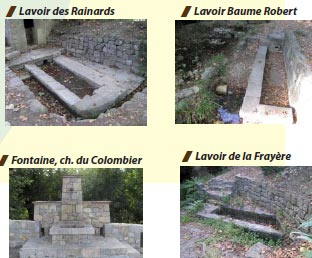 Lavoir des Rainards
Lavoir Baume Robert
Fontaine, ch. du Colombier
Lavoir de la Frayère